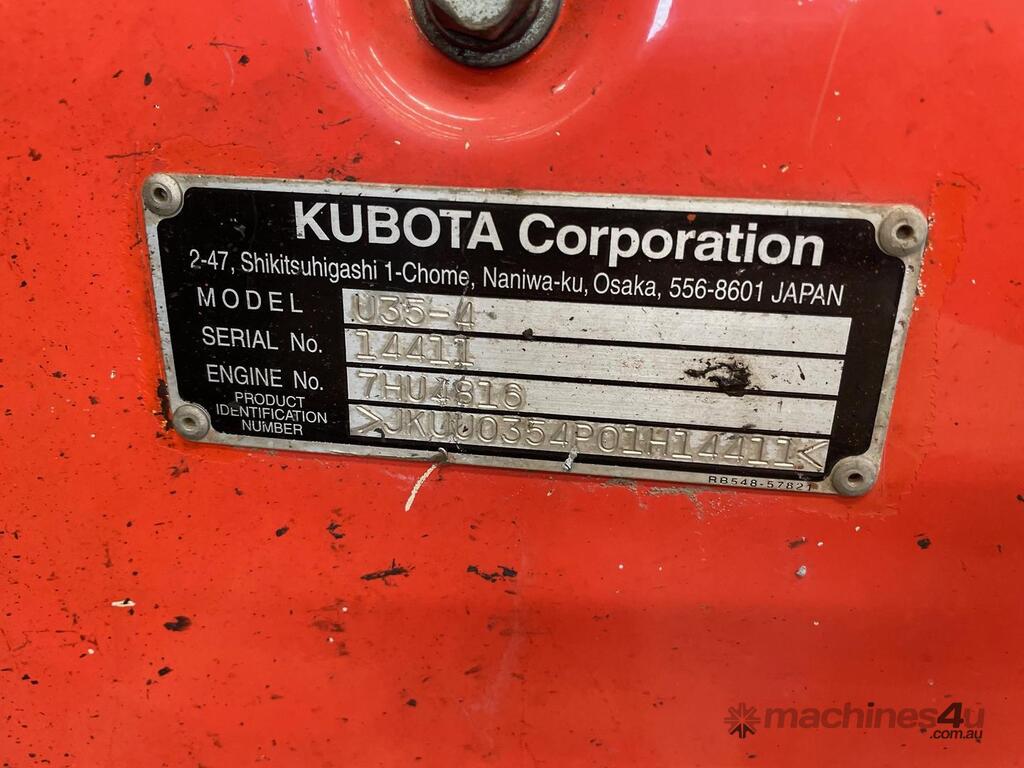 KUBOTA Corporation
2-47, Shikitsuhigashi 1-Chome, Naniwa-ku, Osaka, 556-8601 JAPAN
MODEL U35-4
SERIAL No. 14411
ENGINE No. 7HU4816
PRODUCT
IDENTIFICATION
NUMBER
>JKUU0354P01H14411<
RB548-57821
machines4u
.com.au